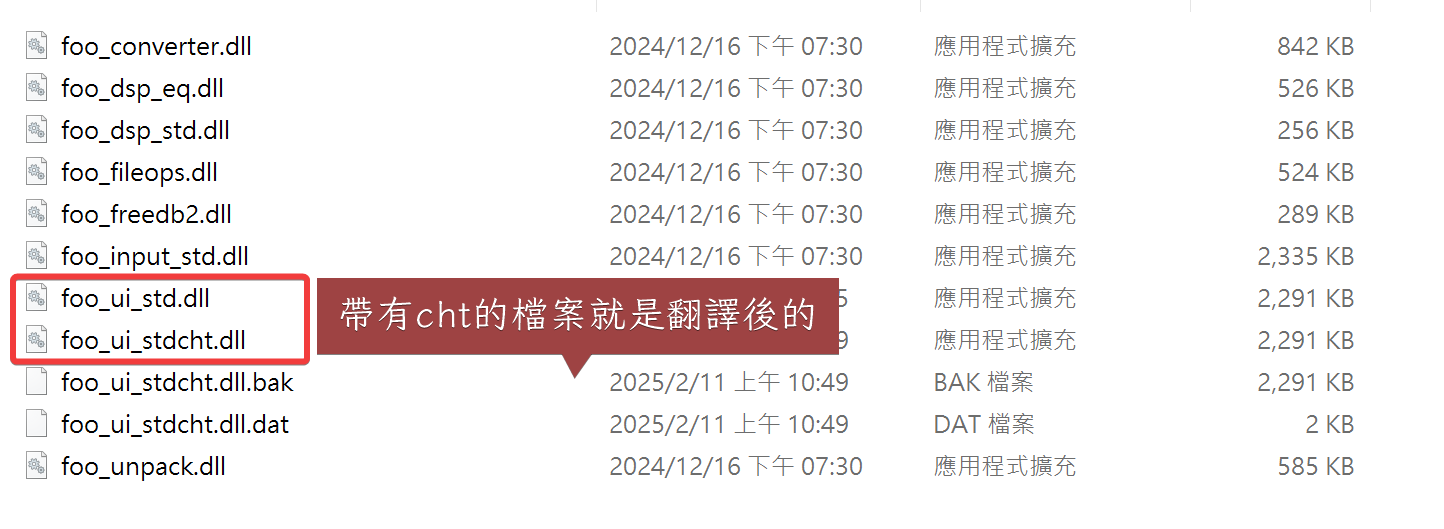 foo_converter.dll 2024/12/16 下午 07:30 應用程式擴充 842 KB
foo_dsp_eq.dll 2024/12/16 下午 07:30 應用程式擴充 526 KB
foo_dsp_std.dll 2024/12/16 下午 07:30 應用程式擴充 256 KB
foo_fileops.dll 2024/12/16 下午 07:30 應用程式擴充 524 KB
foo_freedb2.dll 2024/12/16 下午 07:30 應用程式擴充 289 KB
foo_input_std.dll 2024/12/16 下午 07:30 應用程式擴充 2,335 KB
foo_ui_std.dll 應用程式擴充 2,291 KB
帶有cht的檔案就是翻譯後的
foo_ui_stdcht.dll 應用程式擴充 2,291 KB
foo_ui_stdcht.dll.bak 2025/2/11 上午 10:49 BAK 檔案 2,291 KB
foo_ui_stdcht.dll.dat 2025/2/11 上午 10:49 DAT 檔案 2 KB
foo_unpack.dll 2024/12/16 下午 07:30 應用程式擴充 585 KB